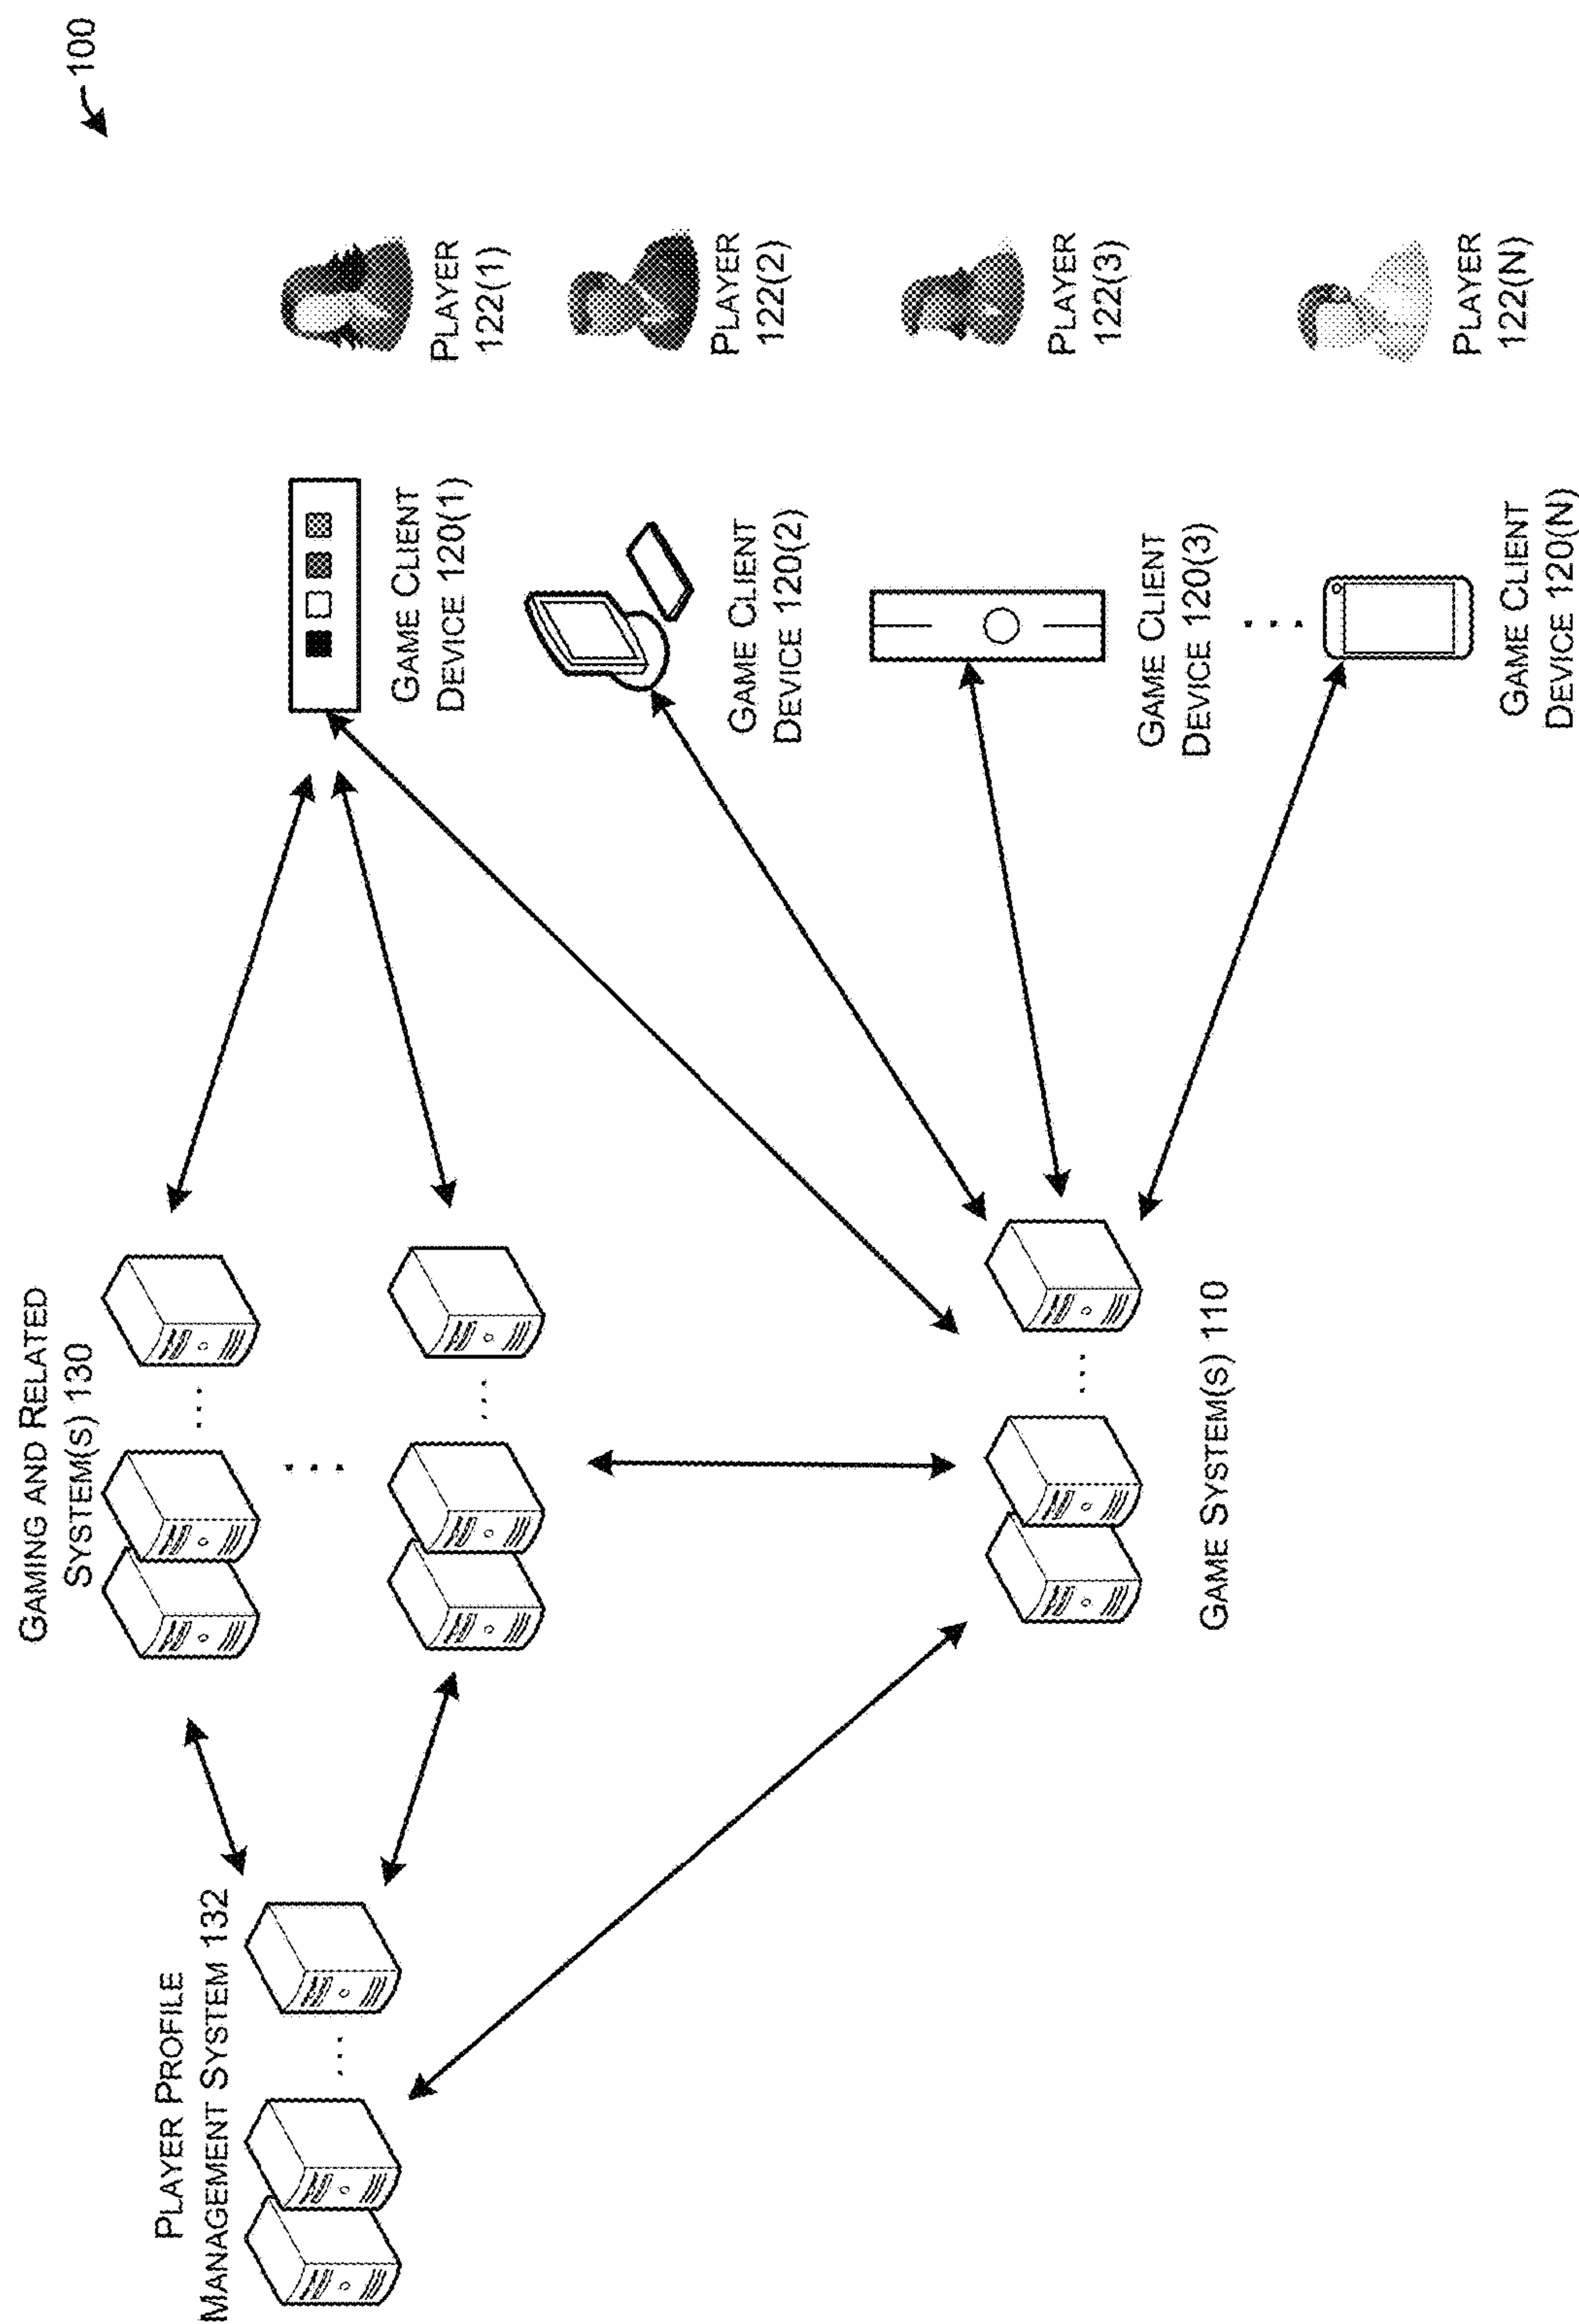 100
PLAYER PROFILE
MANAGEMENT SYSTEM 132
GAMING AND RELATED
SYSTEM(S) 130
GAME SYSTEM(S) 110
GAME CLIENT
DEVICE 120(1)
GAME CLIENT
DEVICE 120(2)
GAME CLIENT
DEVICE 120(3)
GAME CLIENT
DEVICE 120(N)
PLAYER
122(1)
PLAYER
122(2)
PLAYER
122(3)
PLAYER
122(N)